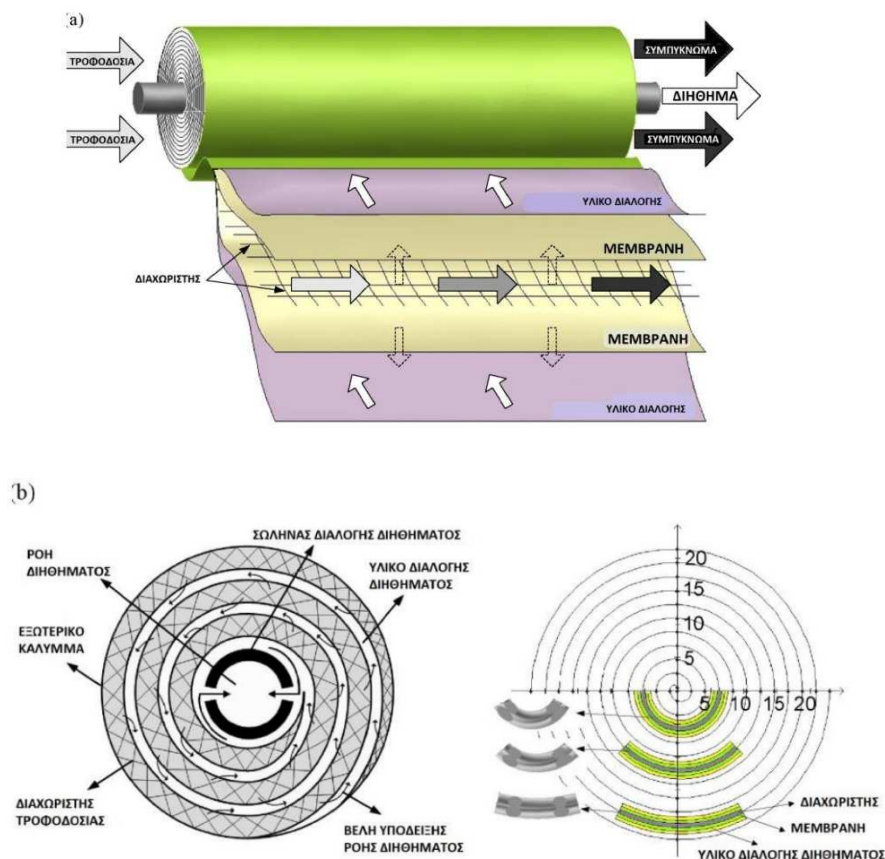 (a)
ΤΡΟΦΟΔΟΣΙΑ
ΤΡΟΦΟΔΟΣΙΑ
ΣΥΜΠΥΚΝΩΜΑ
ΔΙΗΘΗΜΑ
ΣΥΜΠΥΚΝΩΜΑ
ΥΛΙΚΟ ΔΙΑΛΟΓΗΣ
ΜΕΜΒΡΑΝΗ
ΔΙΑΧΩΡΙΣΤΗΣ
ΜΕΜΒΡΑΝΗ
ΥΛΙΚΟ ΔΙΑΛΟΓΗΣ
(b)
ΡΟΗ
ΔΙΗΘΗΜΑΤΟΣ
ΣΩΛΗΝΑΣ ΔΙΑΛΟΓΗΣ ΔΙΗΘΗΜΑΤΟΣ
ΥΛΙΚΟ ΔΙΑΛΟΓΗΣ
ΔΙΗΘΗΜΑΤΟΣ
ΕΞΩΤΕΡΙΚΟ
ΚΑΛΥΜΜΑ
ΔΙΑΧΩΡΙΣΤΗΣ
ΤΡΟΦΟΔΟΣΙΑΣ
ΒΕΛΗ ΥΠΟΔΕΙΞΗΣ
ΡΟΗΣ ΔΙΗΘΗΜΑΤΟΣ
20
15
10
5
5 10 15 20
ΔΙΑΧΩΡΙΣΤΗΣ
ΜΕΜΒΡΑΝΗ
ΥΛΙΚΟ ΔΙΑΛΟΓΗΣ ΔΙΗΘΗΜΑΤΟΣ